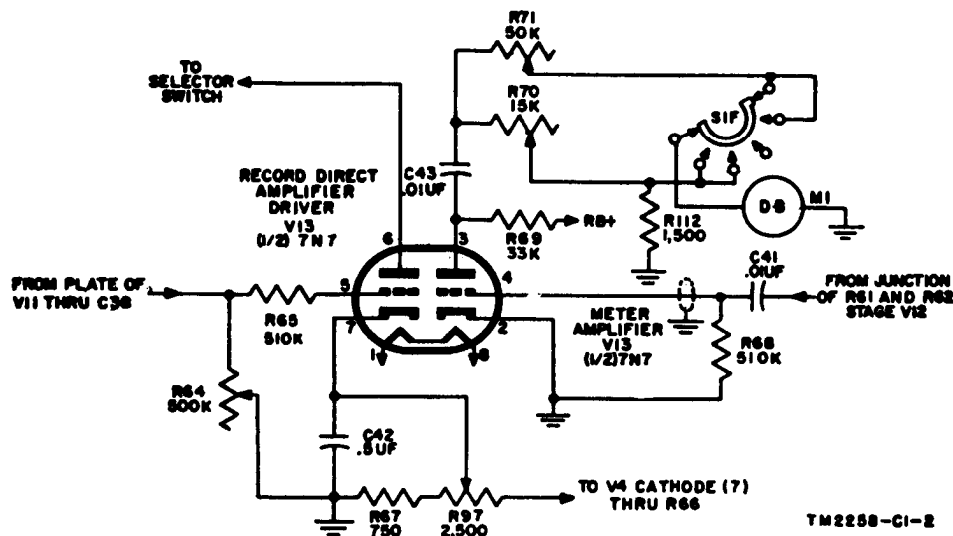 R71
50K
TO
SELECTOR
SWITCH
R70
15K
S1F
C43
.01UF
RECORD DIRECT
AMPLIFIER
DRIVER
V13
(1/2) 7N7
DB
M1
R69
33K
RB+
R112
1,500
6
3
C41
.01UF
5
4
FROM PLATE OF
V11 THRU C38
FROM JUNCTION
OF R61 AND R62
STAGE V12
R65
510K
7
2
METER
AMPLIFIER
V13
(1/2)7N7
R68
510K
1
8
R64
500K
C42
.5UF
TO V4 CATHODE (7)
THRU R66
R67
750
R97
2,500
TM2258-C1-2